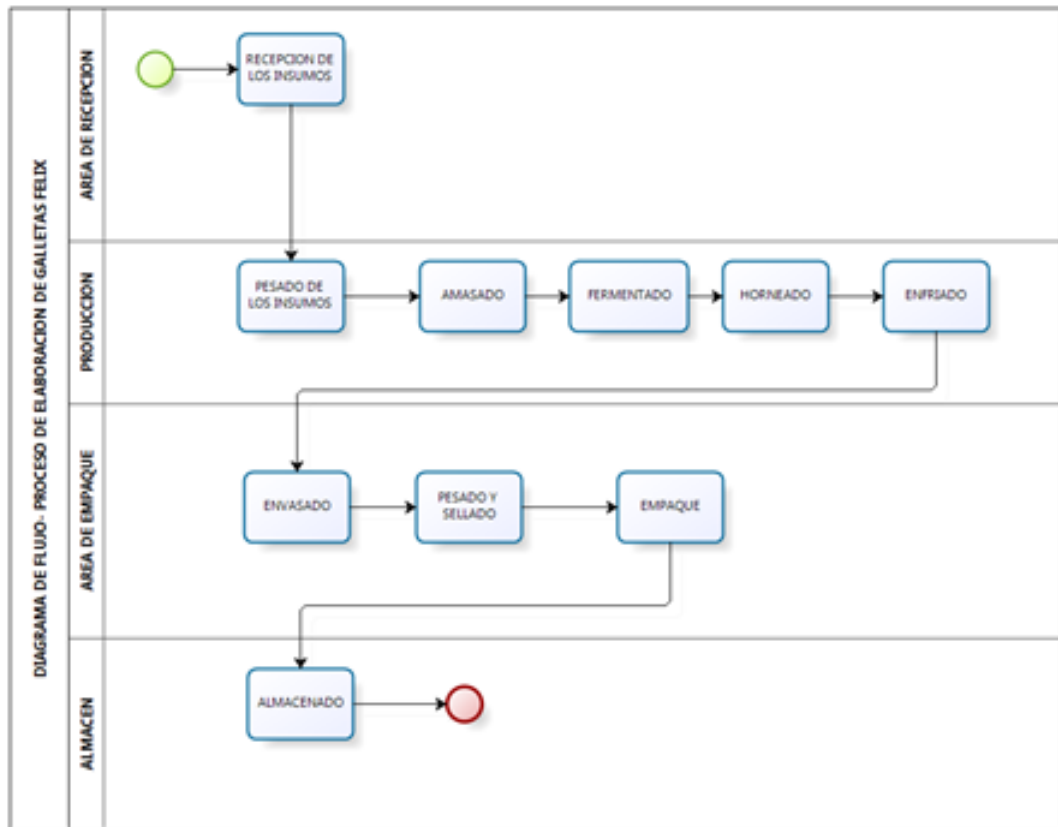 DIAGRAMA DE FLUJO- PROCESO DE ELABORACION DE GALLETAS FELIX
AREA DE RECEPCION
RECEPCION DE
LOS INSUMOS
PRODUCCION
PESADO DE
LOS INSUMOS
AMASADO
FERMENTADO
HORNEADO
ENFRIADO
AREA DE EMPAQUE
ENVASADO
PESADO Y
SELLADO
EMPAQUE
ALMACEN
ALMACENADO